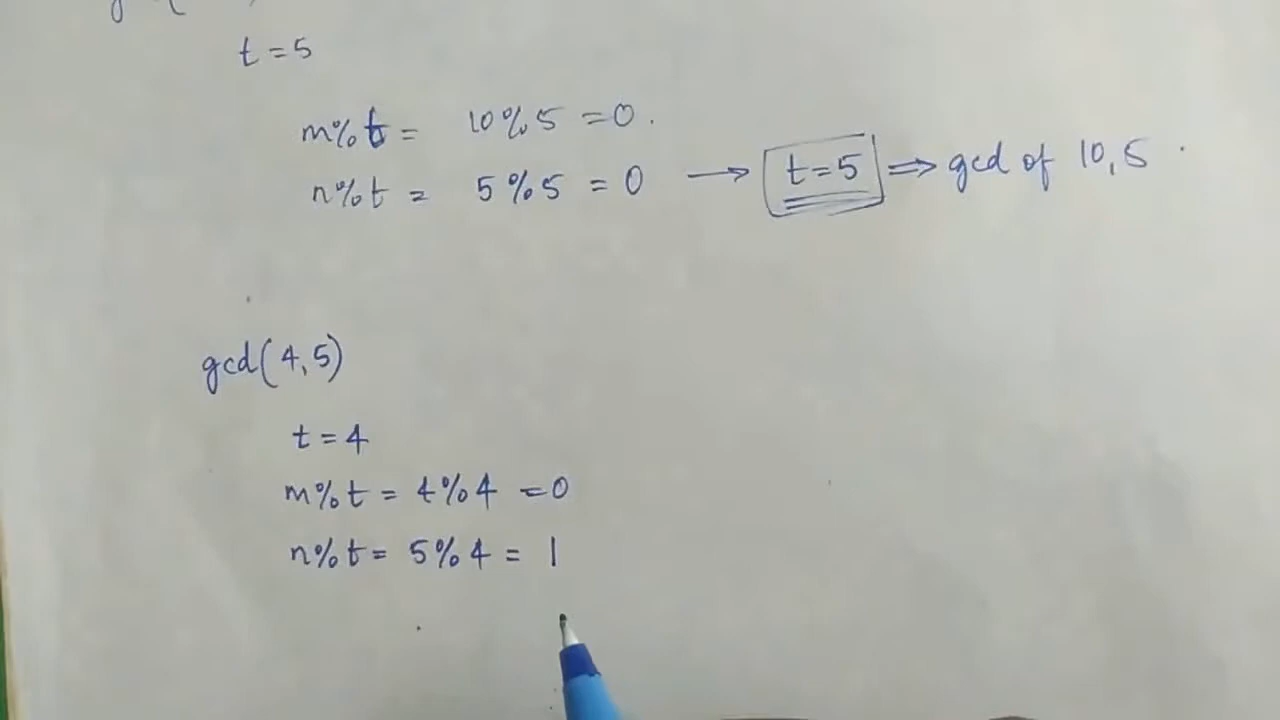 t = 5
m%t = 10%5 = 0.
n%t = 5%5 = 0 → t=5 ⇒ gcd of 10,5
gcd(4,5)
t = 4
m%t = 4%4 = 0
n%t = 5%4 = 1